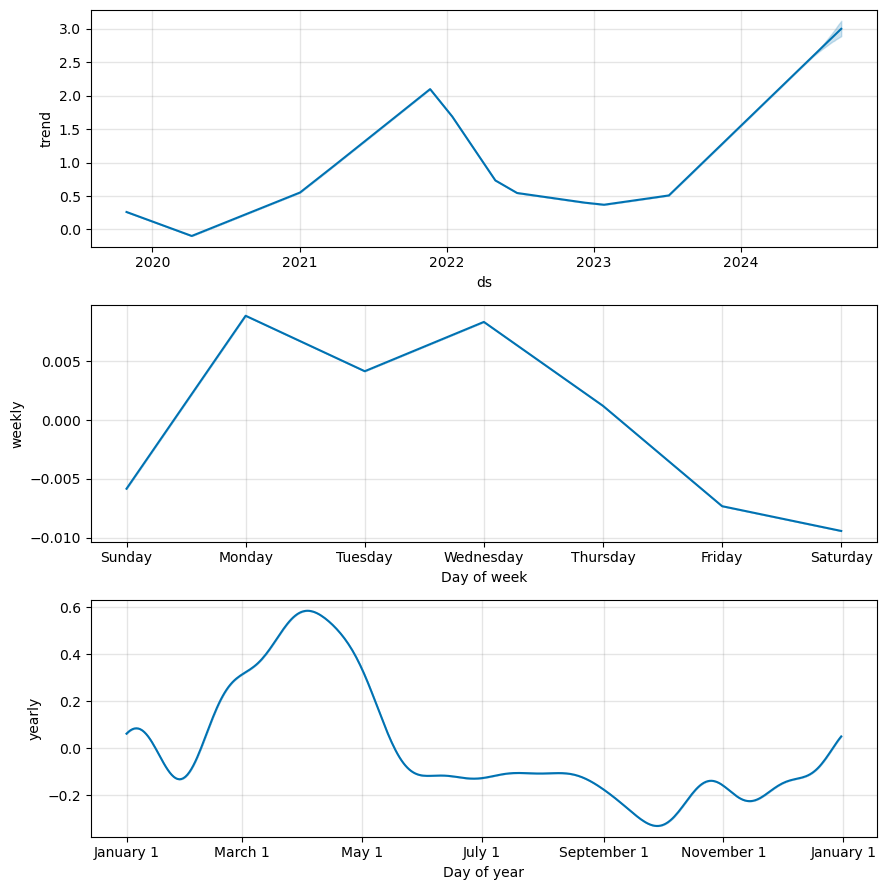 3.0
2.5
2.0
1.5
1.0
0.5
0.0
trend
2020 2021 2022 2023 2024
ds
0.005
0.000
−0.005
−0.010
weekly
Sunday Monday Tuesday Wednesday Thursday Friday Saturday
Day of week
0.6
0.4
0.2
0.0
−0.2
yearly
January 1 March 1 May 1 July 1 September 1 November 1 January 1
Day of year